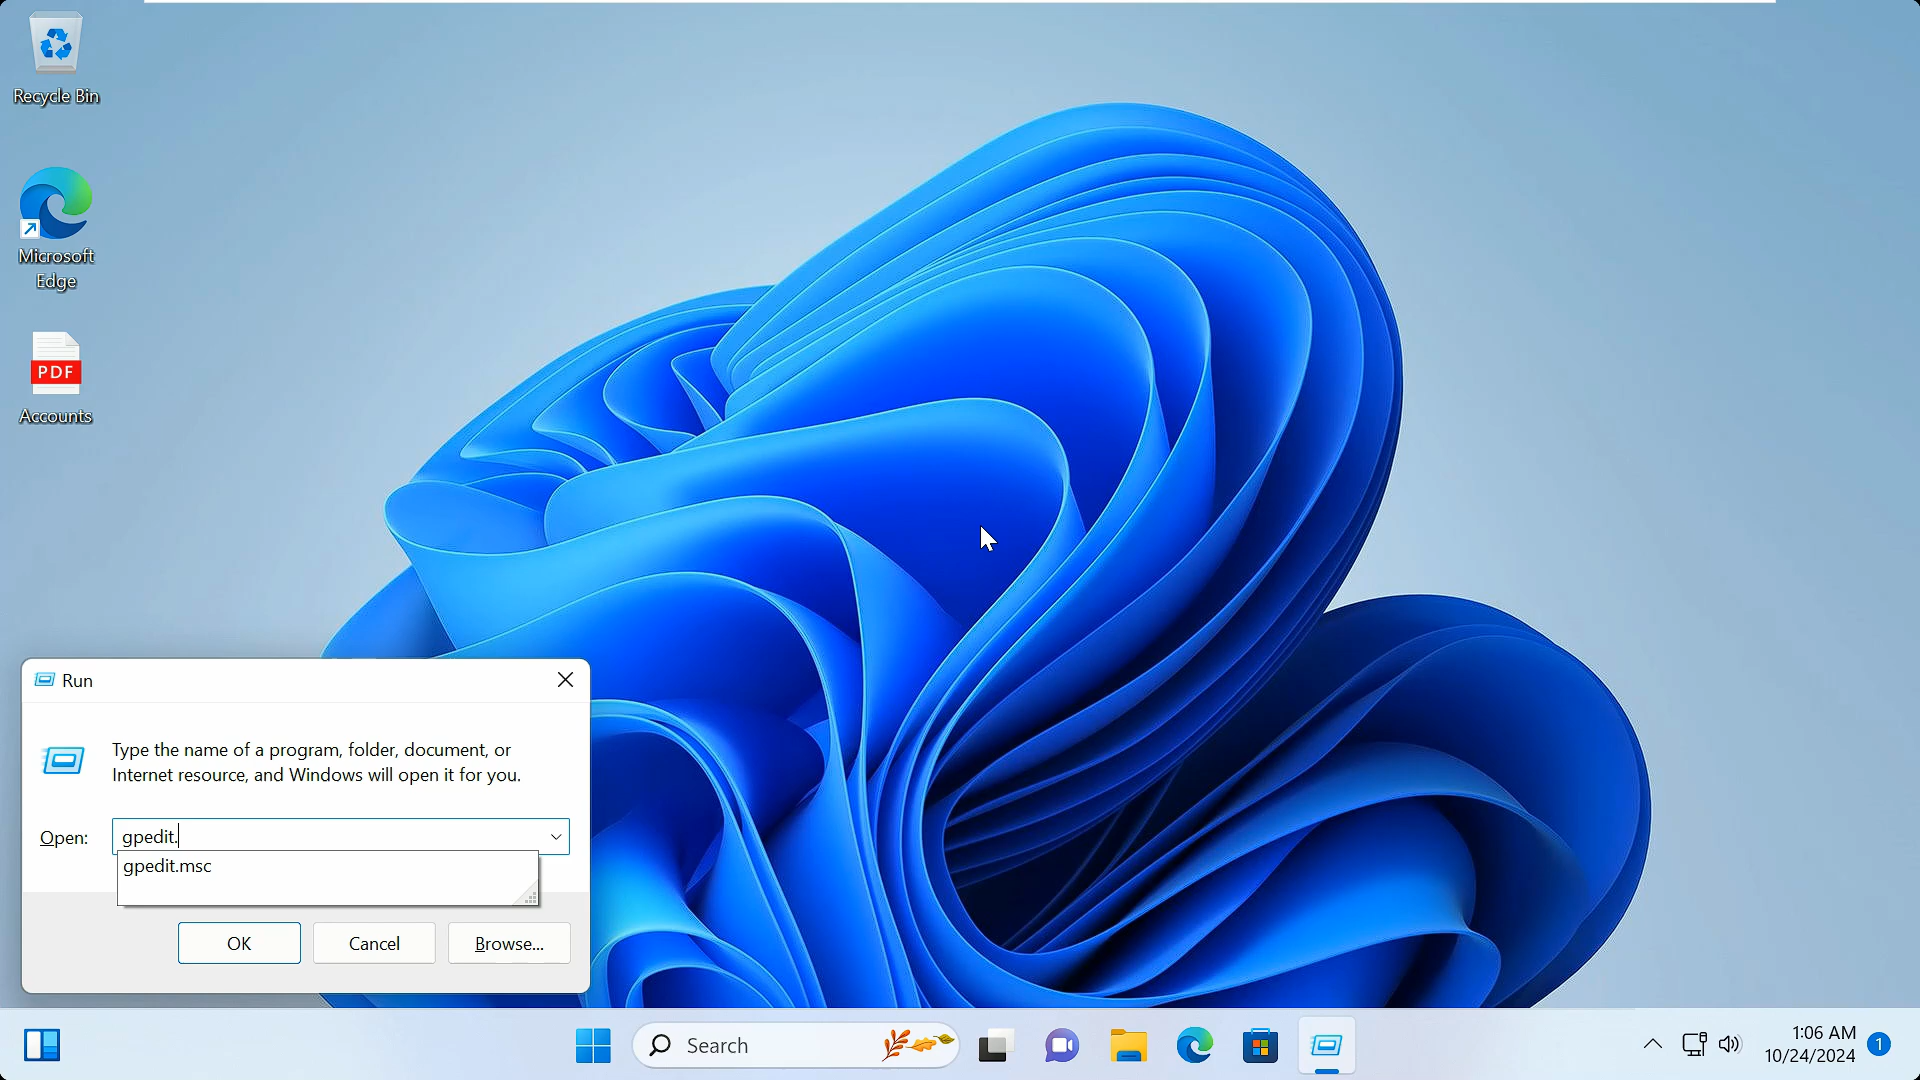 Recycle Bin
Microsoft
Edge
PDF
Accounts
Run
Type the name of a program, folder, document, or
Internet resource, and Windows will open it for you.
Open:
gpedit.
gpedit.msc
OK
Cancel
Browse...
Search
1:06 AM
10/24/2024
1